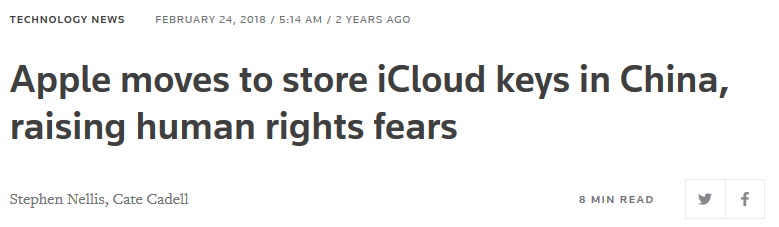 TECHNOLOGY NEWS FEBRUARY 24, 2018 / 5:14 AM / 2 YEARS AGO
Apple moves to store iCloud keys in China,
raising human rights fears
Stephen Nellis, Cate Cadell 8 MIN READ